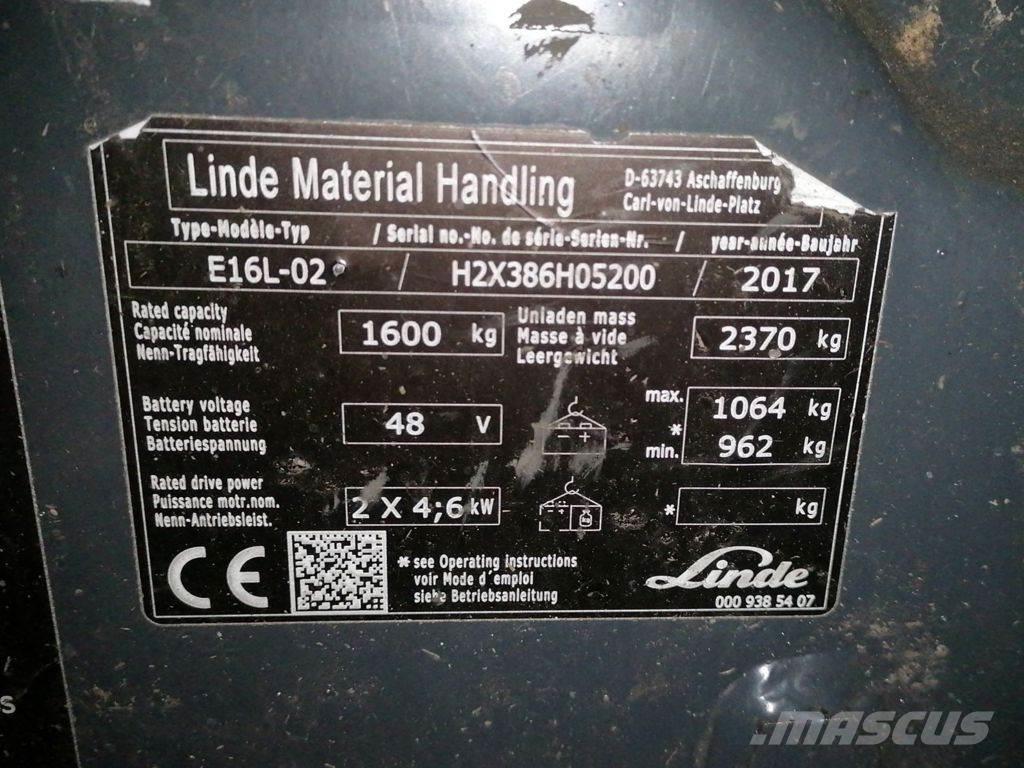 Linde Material Handling
D-63743 Aschaffenburg
Carl-von-Linde-Platz
Type-Modèle-Typ / Serial no.-No. de série-Serien-Nr. / year-année-Baujahr
E16L-02 / H2X386H05200 / 2017
Rated capacity
Capacité nominale
Nenn-Tragfähigkeit
1600 kg
Unladen mass
Masse à vide
Leergewicht
2370 kg
Battery voltage
Tension batterie
Batteriespannung
48 V
- +
max. 1064 kg
*
min. 962 kg
Rated drive power
Puissance motr.nom.
Nenn-Antriebsleist.
2 X 4;6 kW
kg
* kg
CE
* see Operating instructions
voir Mode d'emploi
siehe Betriebsanleitung
Linde
000 938 54 07
s
MASCUS